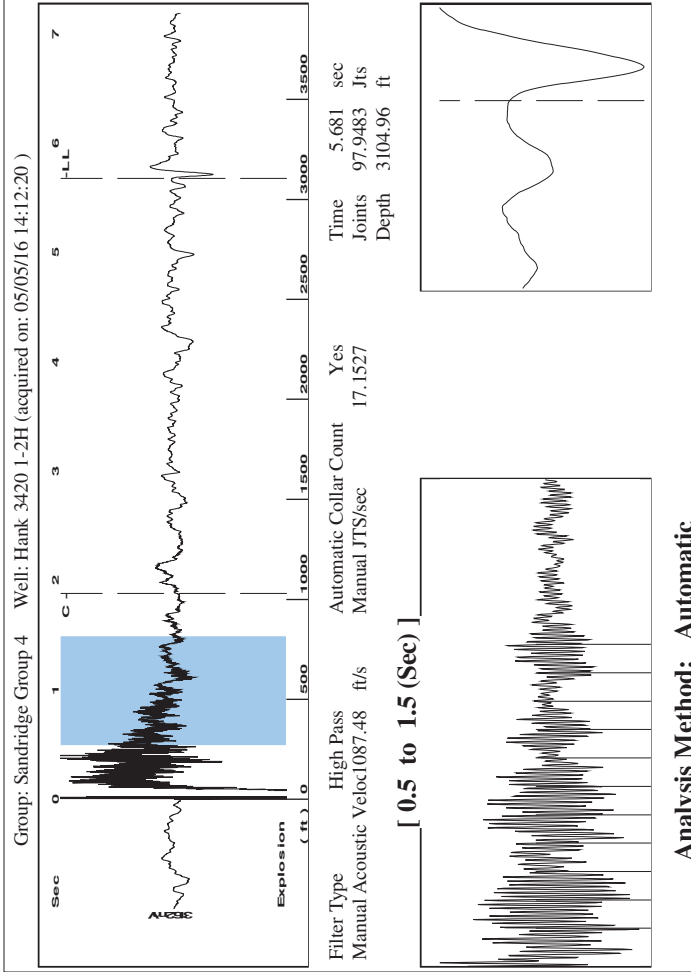 Group: Sandridge Group 4 Well: Hank 3420 1-2H (acquired on: 05/05/16 14:12:20 )
Sec 0 1 2 3 4 5 6 7
C
-LL
362mV
Explosion
( ft ) 0 500 1000 1500 2000 2500 3000 3500
Filter Type High Pass Automatic Collar Count Yes Time 5.681 sec
Manual Acoustic Veloc1087.48 ft/s Manual JTS/sec 17.1527 Joints 97.9483 Jts
Depth 3104.96 ft
[ 0.5 to 1.5 (Sec) ]
Analysis Method: Automatic